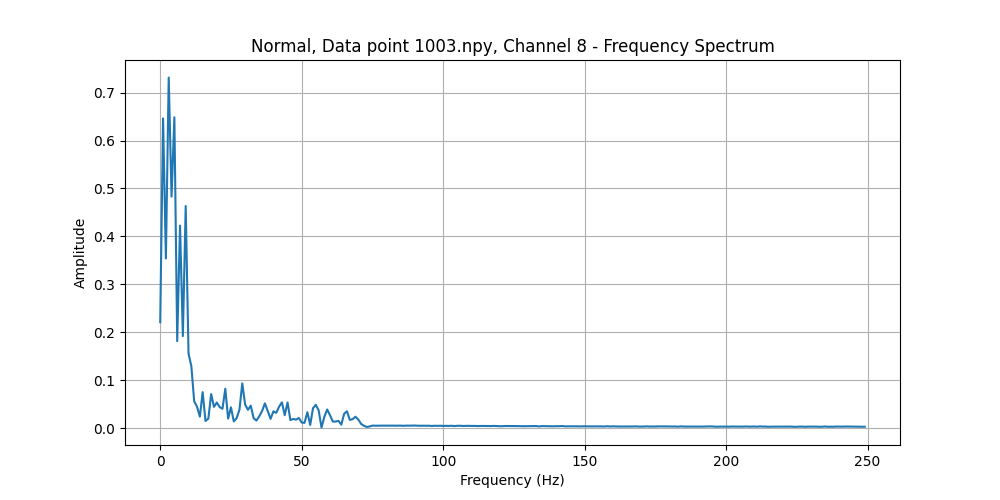 Normal, Data point 1003.npy, Channel 8 - Frequency Spectrum
0.7
0.6
0.5
0.4
0.3
0.2
0.1
0.0
Amplitude
0 50 100 150 200 250
Frequency (Hz)